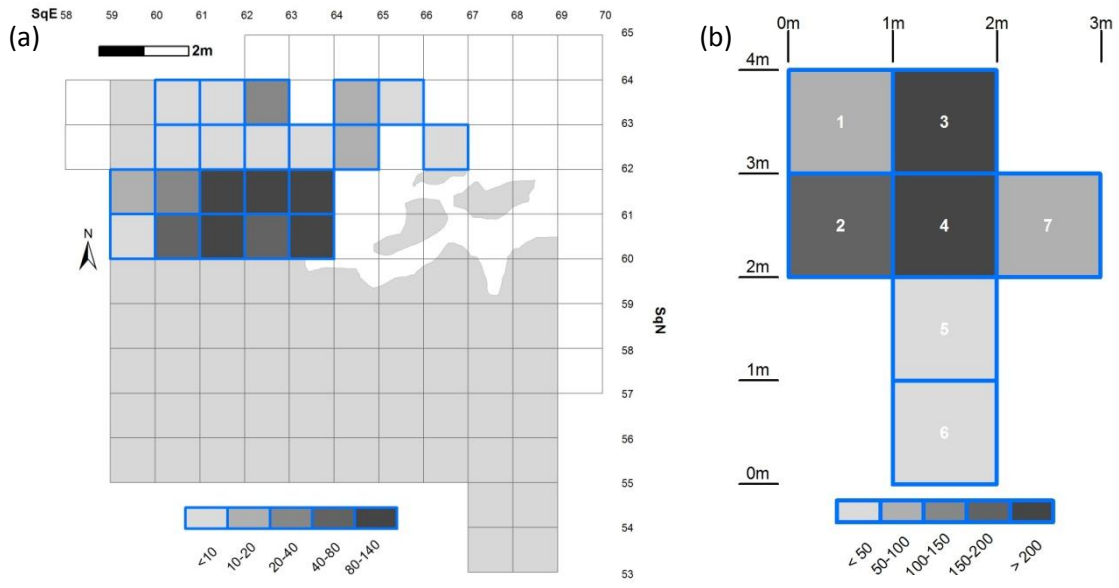 SqE 58 59 60 61 62 63 64 65 66 67 68 69 70
(a)
2m
65
64
63
62
61
60
59
58
57
56
55
54
53
SqN
N
<10 10-20 20-40 40-80 80-140
(b)
0m 1m 2m 3m
4m
1 3
3m
2 4 7
2m
5
1m
6
0m
< 50 50-100 100-150 150-200 > 200